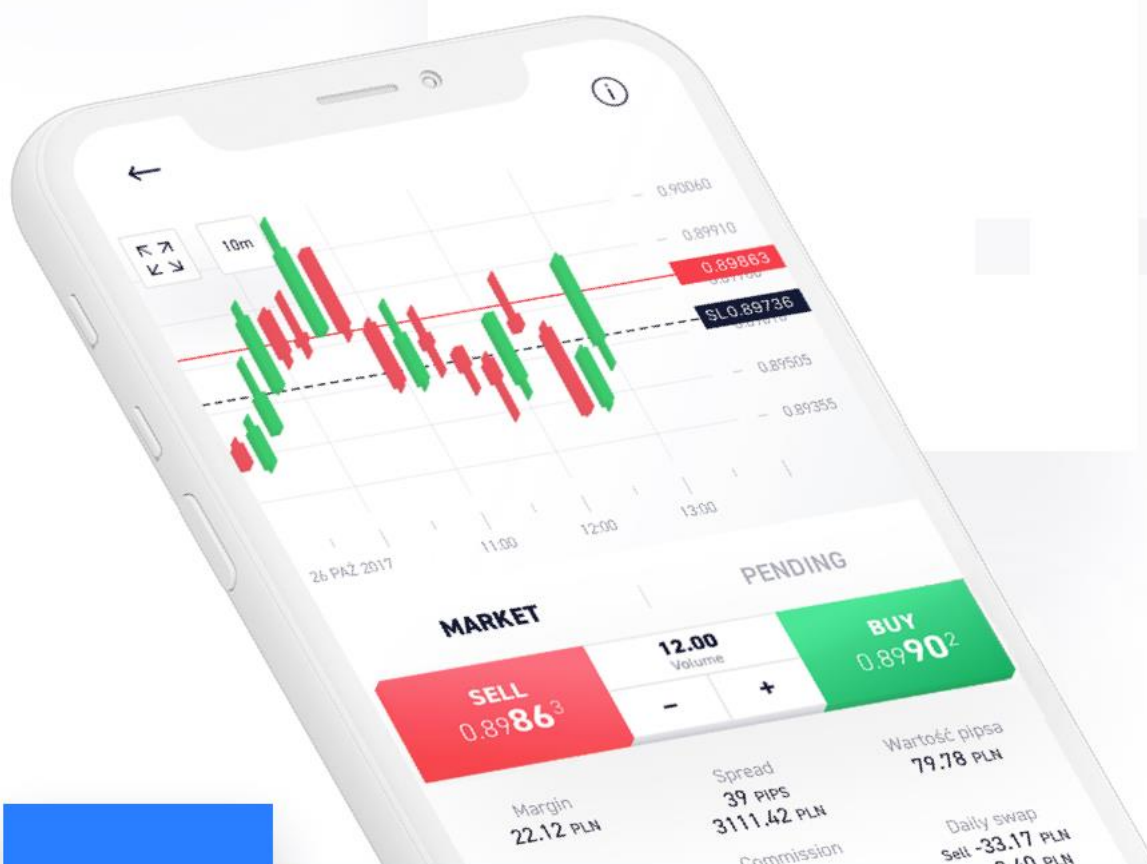 10m
0.90060
0.89910
0.89863
$L0.89736
0.89505
0.89355
26 PAŹ 2017
11:00
12:00
13:00
MARKET
PENDING
SELL
0.89863
12.00
Volume
-
+
BUY
0.89902
Margin
22.12 PLN
Spread
39 PIPS
3111.42 PLN
Wartość pipsa
79.78 PLN
Commission
Daily swap
Sell -33.17 PLN